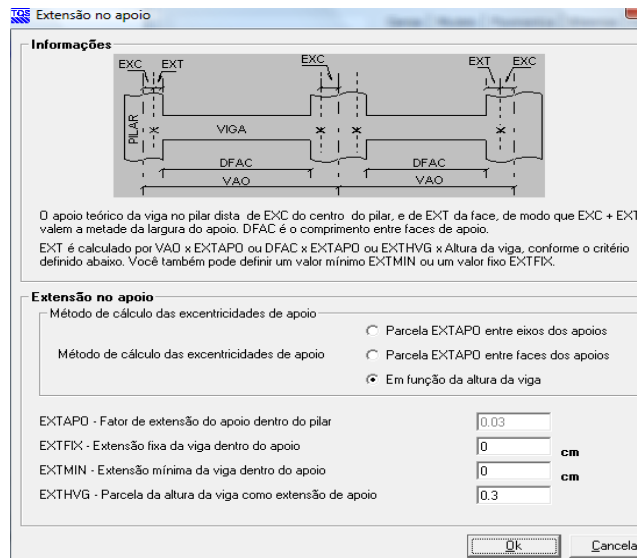 TQS Extensão no apoio
Informações
EXC EXT EXC EXT EXC
PILAR
VIGA
DFAC DFAC
VAO VAO
O apoio teórico da viga no pilar dista de EXC do centro do pilar, e de EXT da face, de modo que EXC + EXT
valem a metade da largura do apoio. DFAC é o comprimento entre faces de apoio.
EXT é calculado por VAO x EXTAPO ou DFAC x EXTAPO ou EXTHVG x Altura da viga, conforme o critério
definido abaixo. Você também pode definir um valor mínimo EXTMIN ou um valor fixo EXTFIX.
Extensão no apoio
Método de cálculo das excentricidades de apoio
Parcela EXTAPO entre eixos dos apoios
Método de cálculo das excentricidades de apoio
Parcela EXTAPO entre faces dos apoios
Em função da altura da viga
EXTAPO - Fator de extensão do apoio dentro do pilar 0.03
EXTFIX - Extensão fixa da viga dentro do apoio 0 cm
EXTMIN - Extensão mínima da viga dentro do apoio 0 cm
EXTHVG - Parcela da altura da viga como extensão de apoio 0.3
Ok Cancela